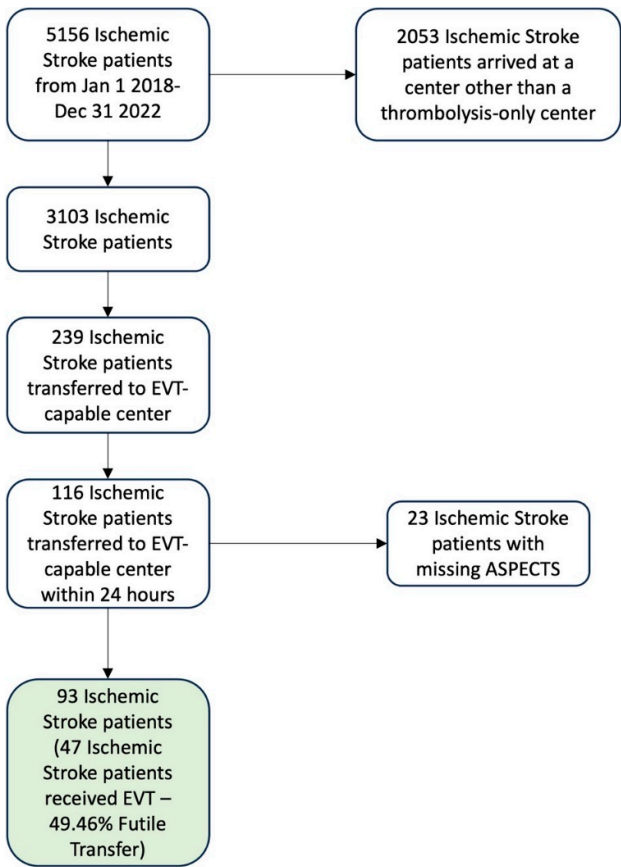 5156 Ischemic
Stroke patients
from Jan 1 2018-
Dec 31 2022
2053 Ischemic Stroke
patients arrived at a
center other than a
thrombolysis-only center
3103 Ischemic
Stroke patients
239 Ischemic
Stroke patients
transferred to EVT-
capable center
116 Ischemic
Stroke patients
transferred to EVT-
capable center
within 24 hours
23 Ischemic Stroke
patients with
missing ASPECTS
93 Ischemic
Stroke patients
(47 Ischemic
Stroke patients
received EVT –
49.46% Futile
Transfer)